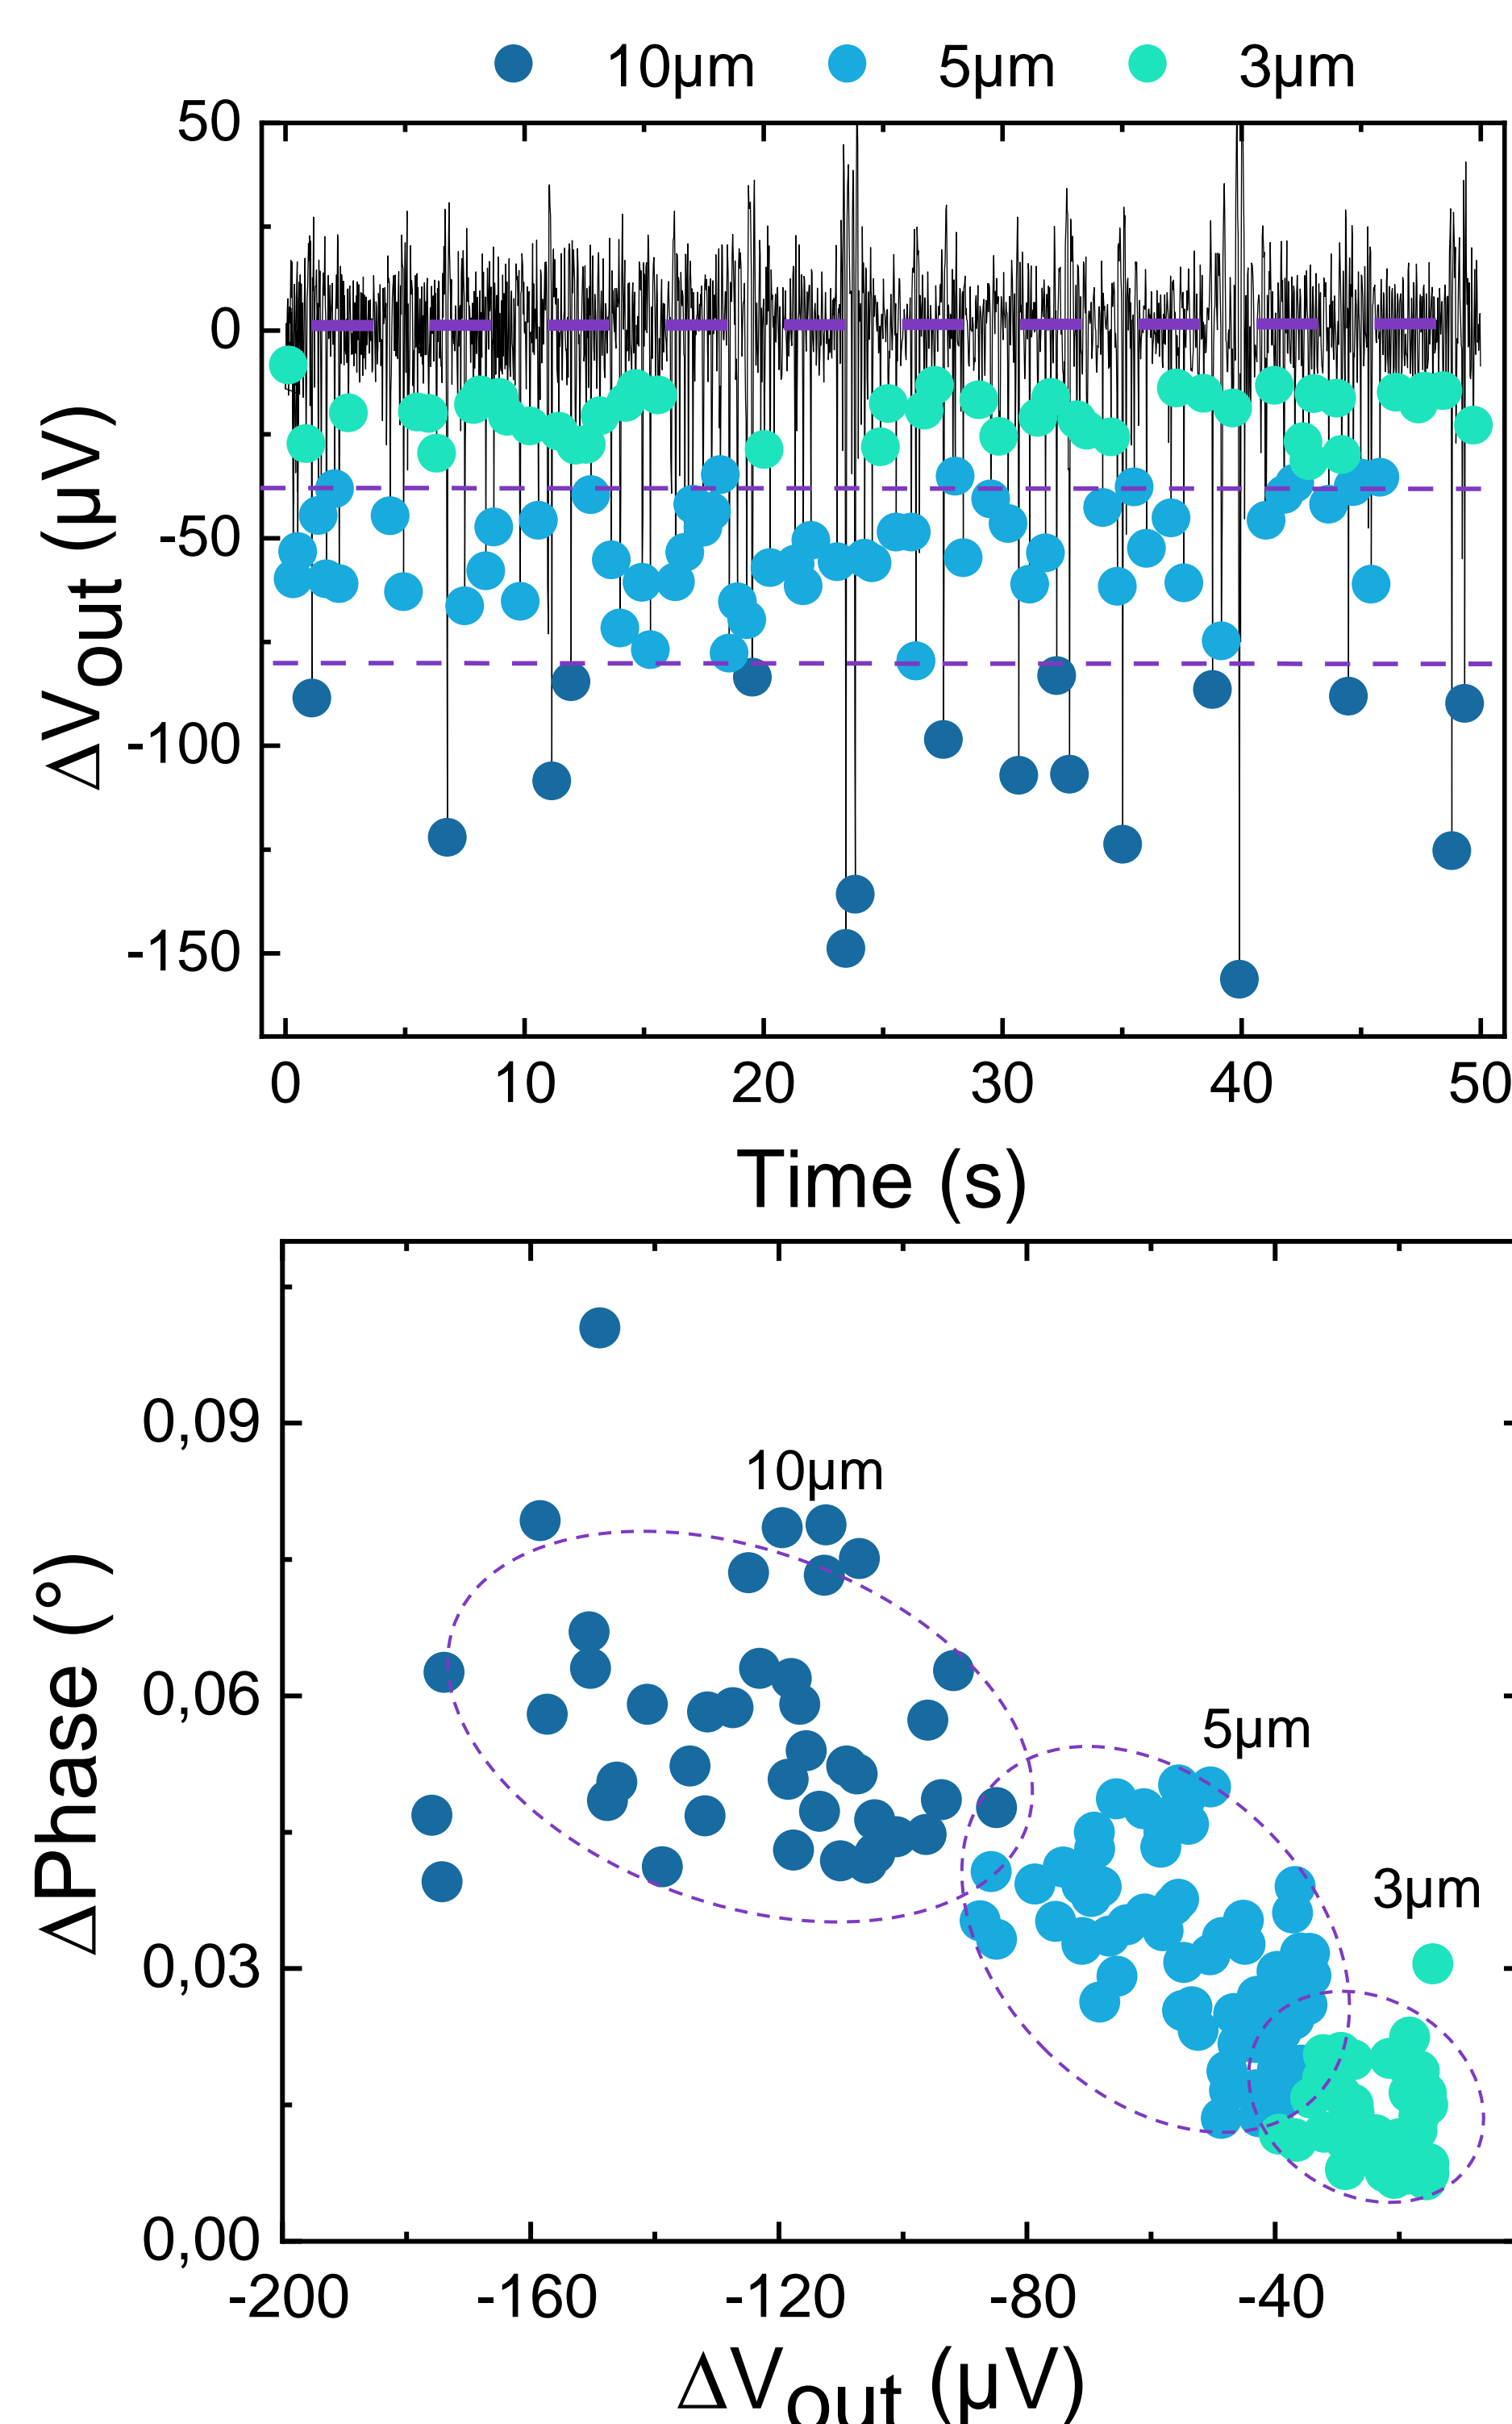 10µm 5µm 3µm
50
0
-50
-100
-150
ΔVout (µV)
0 10 20 30 40 50
Time (s)
0,09
0,06
0,03
0,00
ΔPhase (°)
10µm
5µm
3µm
-200 -160 -120 -80 -40
ΔVout (µV)